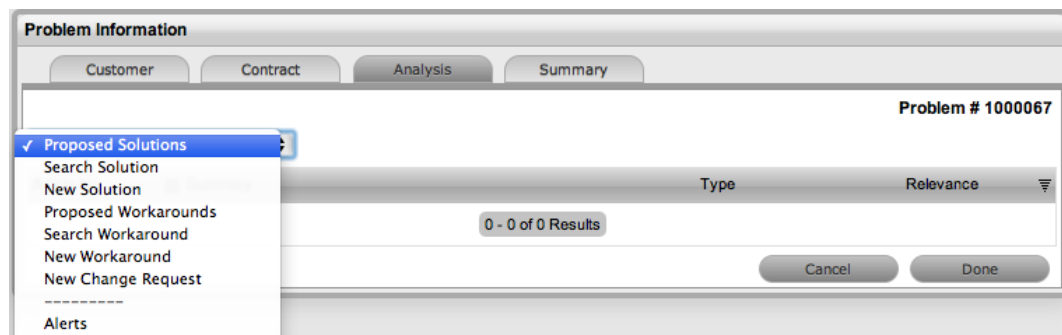 Problem Information
Customer Contract Analysis Summary
Problem # 1000067
✓ Proposed Solutions
Search Solution
New Solution
Type Relevance
Proposed Workarounds
Search Workaround
0 - 0 of 0 Results
New Workaround
New Change Request
Cancel Done
---------
Alerts